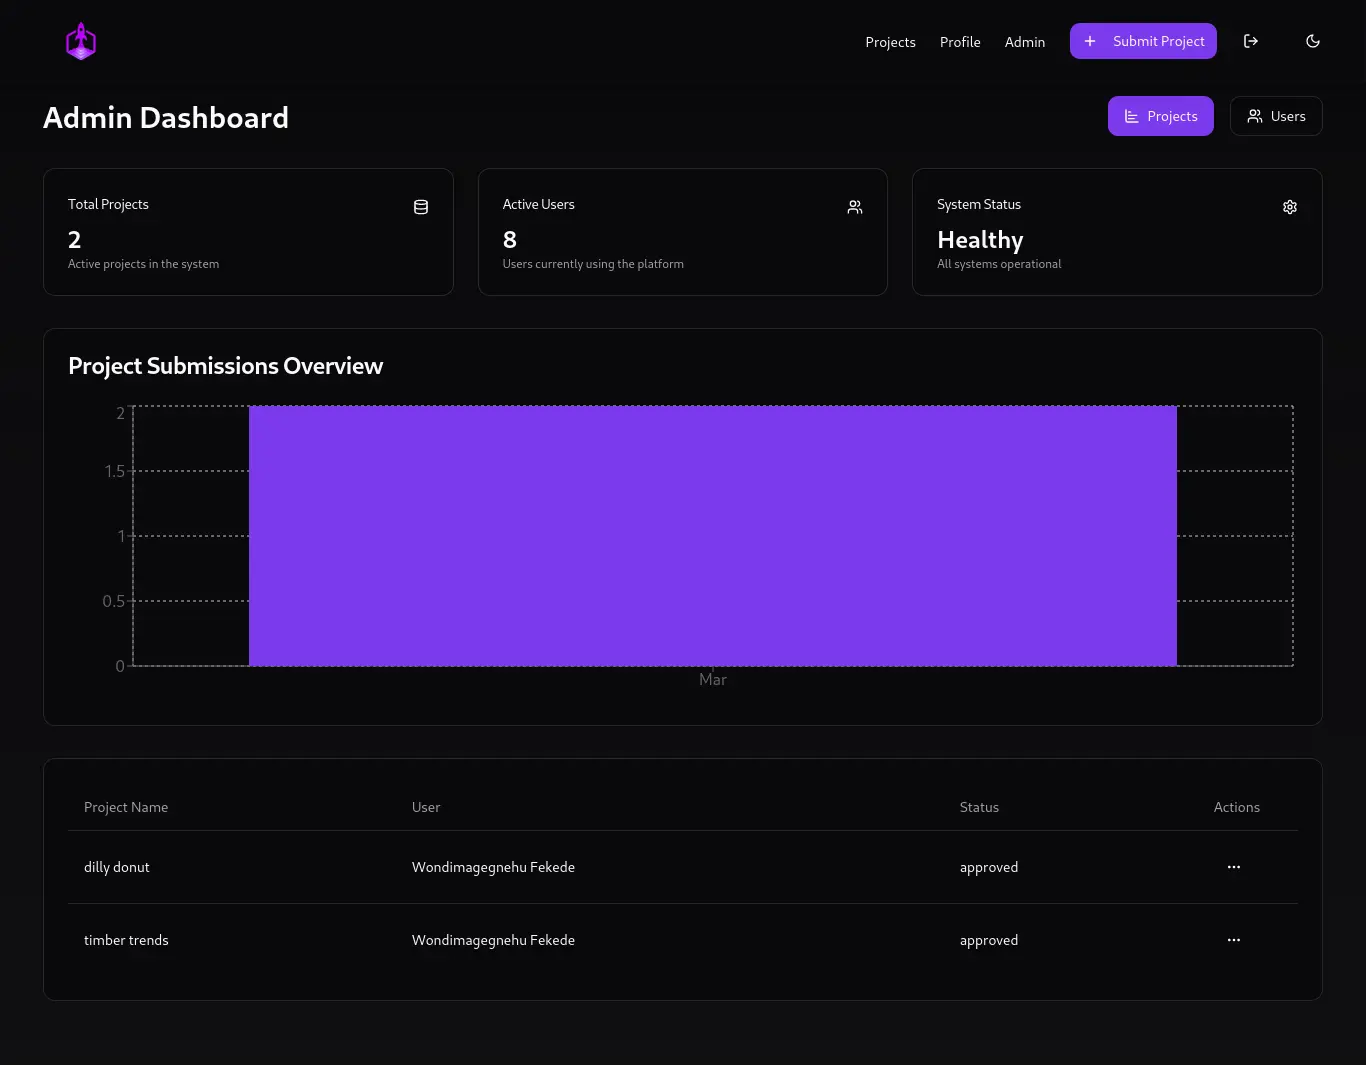 Projects Profile Admin + Submit Project
Admin Dashboard
Projects Users
Total Projects
2
Active projects in the system
Active Users
8
Users currently using the platform
System Status
Healthy
All systems operational
Project Submissions Overview
2
1.5
1
0.5
0
Mar
Project Name User Status Actions
dilly donut Wondimagegnehu Fekede approved ...
timber trends Wondimagegnehu Fekede approved ...